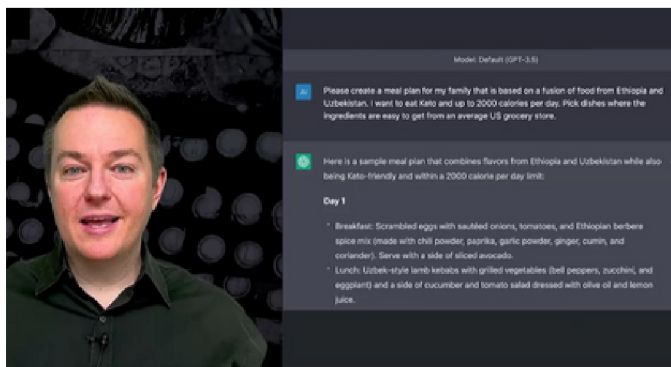 Model: Default (GPT-3.5)
Please create a meal plan for my family that is based on a fusion of food from Ethiopia and
Uzbekistan. I want to eat Keto and up to 2000 calories per day. Pick dishes where the
ingredients are easy to get from an average US grocery store.
Here is a sample meal plan that combines flavors from Ethiopia and Uzbekistan while also
being Keto-friendly and within a 2000 calorie per day limit:
Day 1
• Breakfast: Scrambled eggs with sautéed onions, tomatoes, and Ethiopian berbere
spice mix (made with chili powder, paprika, garlic powder, ginger, cumin, and
coriander). Serve with a side of sliced avocado.
• Lunch: Uzbek-style lamb kebabs with grilled vegetables (bell peppers, zucchini, and
eggplant) and a side of cucumber and tomato salad dressed with olive oil and lemon
juice.